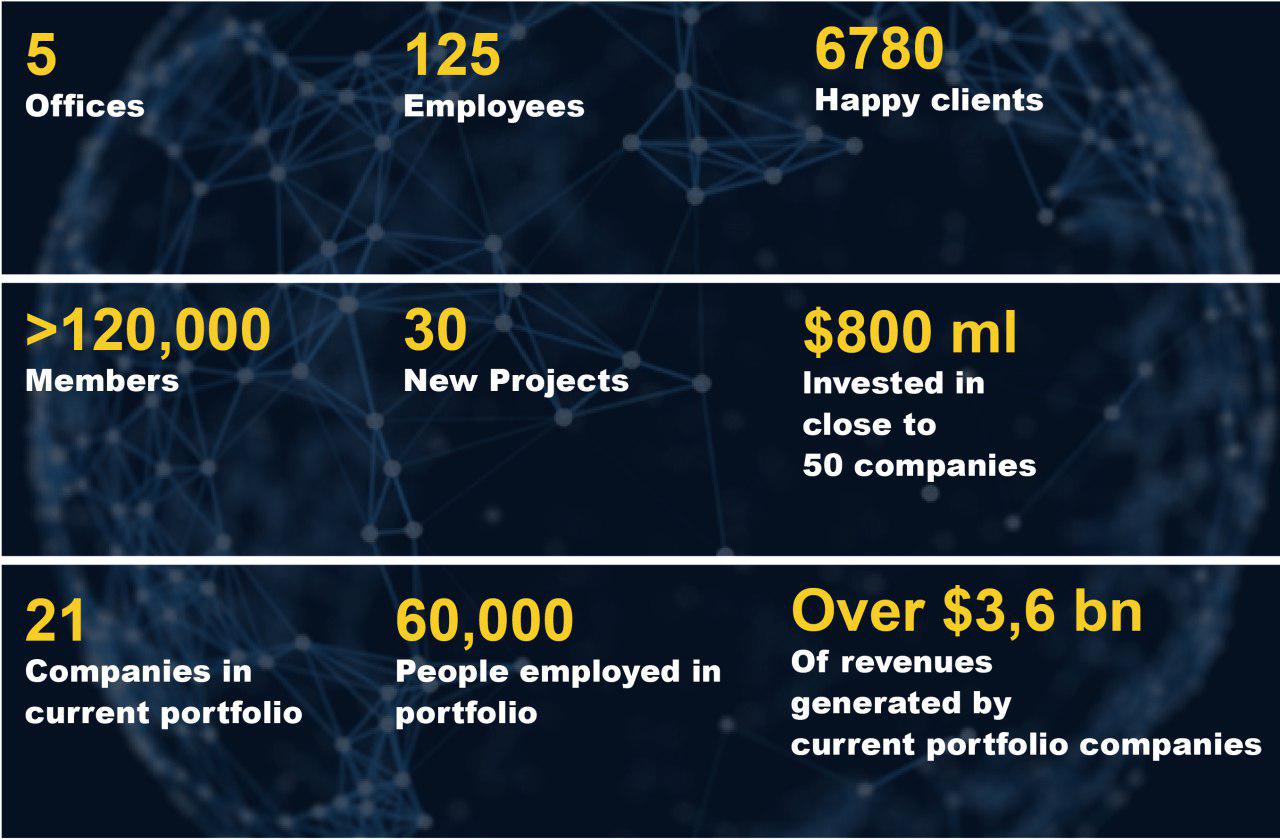 5
Offices
125
Employees
6780
Happy clients
>120,000
Members
30
New Projects
$800 ml
Invested in
close to
50 companies
21
Companies in
current portfolio
60,000
People employed in
portfolio
Over $3,6 bn
Of revenues
generated by
current portfolio companies